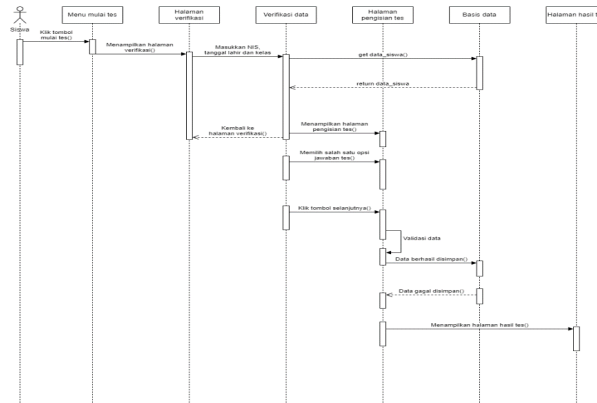 Menu mulai tes
Halaman
verifikasi
Verifikasi data
Halaman
pengisian tes
Basis data
Halaman hasil t
Siswa
Klik tombol
mulai tes()
Menampilkan halaman
verifikasi()
Masukkan NIS,
tanggal lahir dan kelas
get data_siswa()
return data_siswa
Kembali ke
halaman verifikasi()
Menampilkan halaman
pengisian tes()
Memilih salah satu opsi
jawaban tes()
Klik tombol selanjutnya()
Validasi data
Data berhasil disimpan()
Data gagal disimpan()
Menampilkan halaman hasil tes()